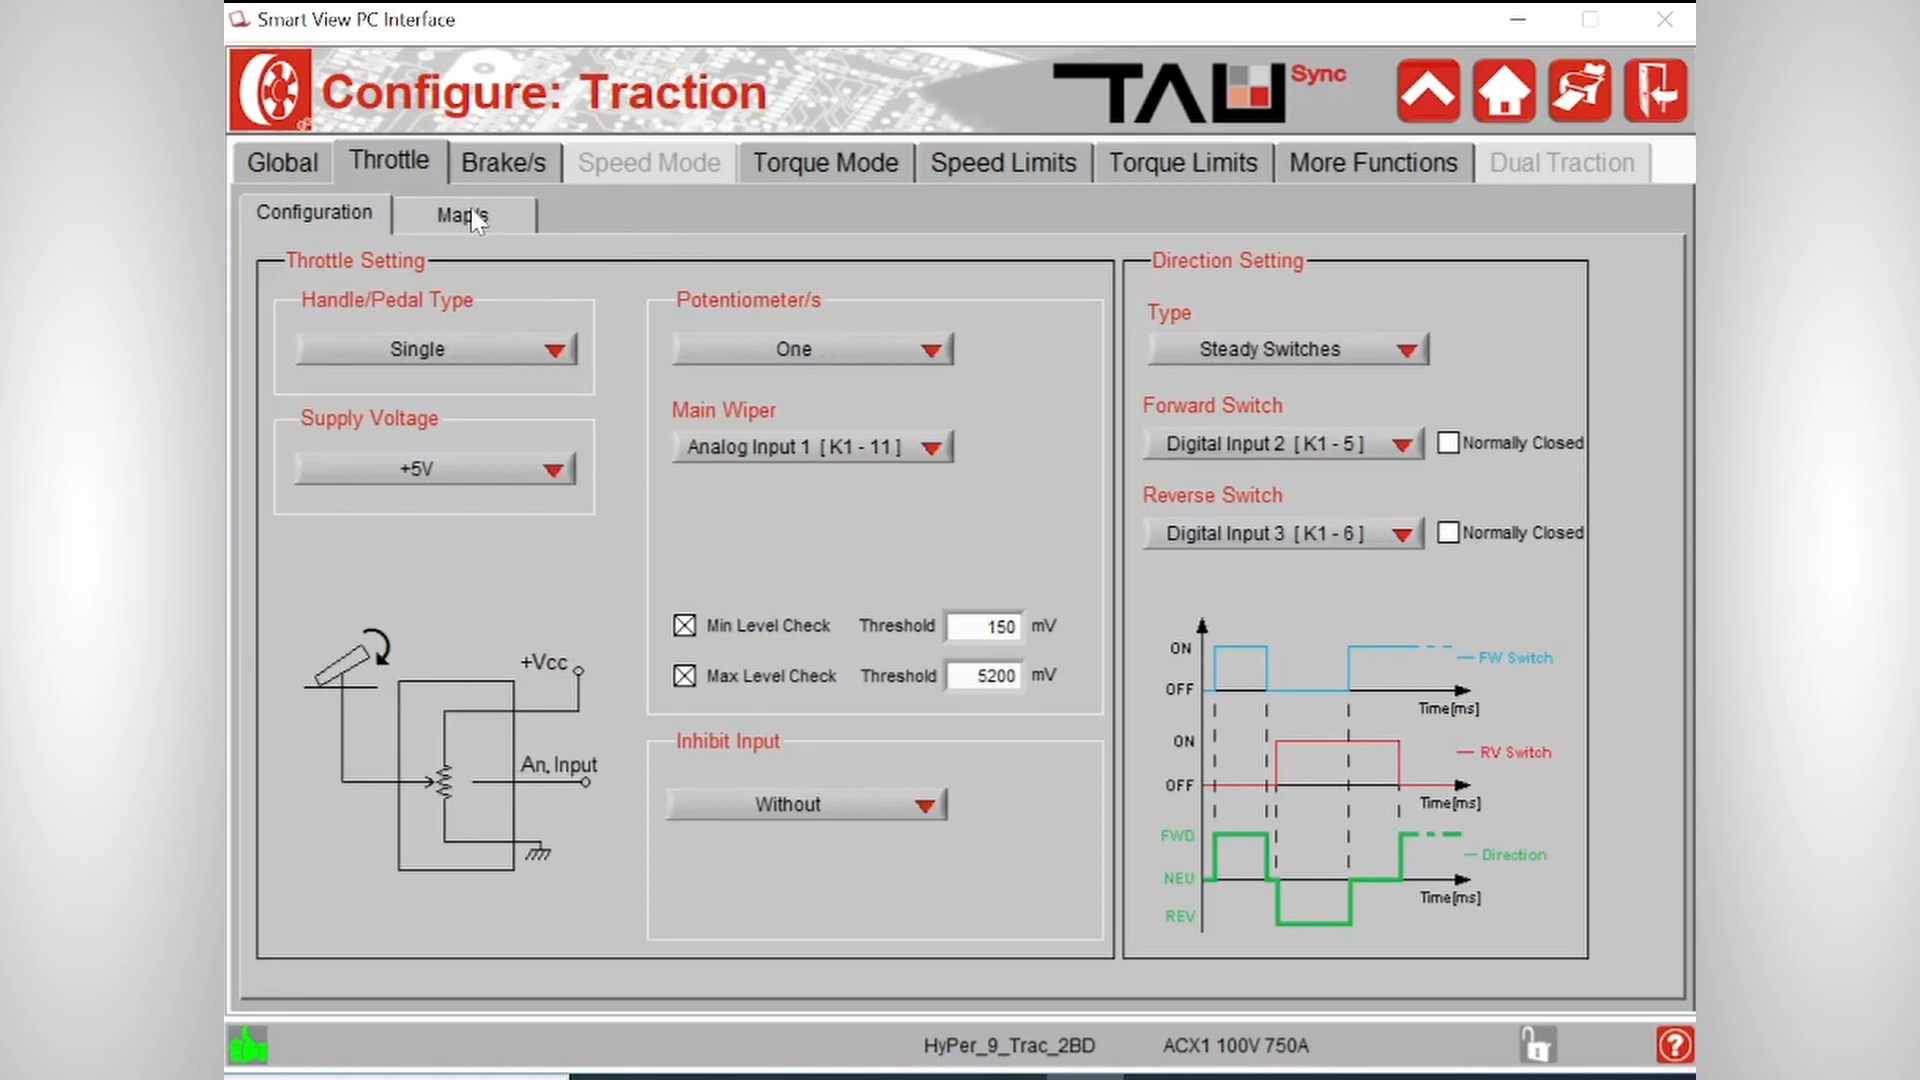 Smart View PC Interface
Configure: Traction
TAU Sync
Global
Throttle
Brake/s
Speed Mode
Torque Mode
Speed Limits
Torque Limits
More Functions
Dual Traction
Configuration
Map/s
Throttle Setting
Handle/Pedal Type
Single
Supply Voltage
+5V
Potentiometer/s
One
Main Wiper
Analog Input 1 [ K1 - 11 ]
Min Level Check Threshold 150 mV
Max Level Check Threshold 5200 mV
Inhibit Input
Without
+Vcc
An. Input
Direction Setting
Type
Steady Switches
Forward Switch
Digital Input 2 [ K1 - 5 ] Normally Closed
Reverse Switch
Digital Input 3 [ K1 - 6 ] Normally Closed
ON
FW Switch
OFF
Time[ms]
ON
RV Switch
OFF
Time[ms]
FWD
Direction
NEU
Time[ms]
REV
HyPer_9_Trac_2BD
ACX1 100V 750A
?